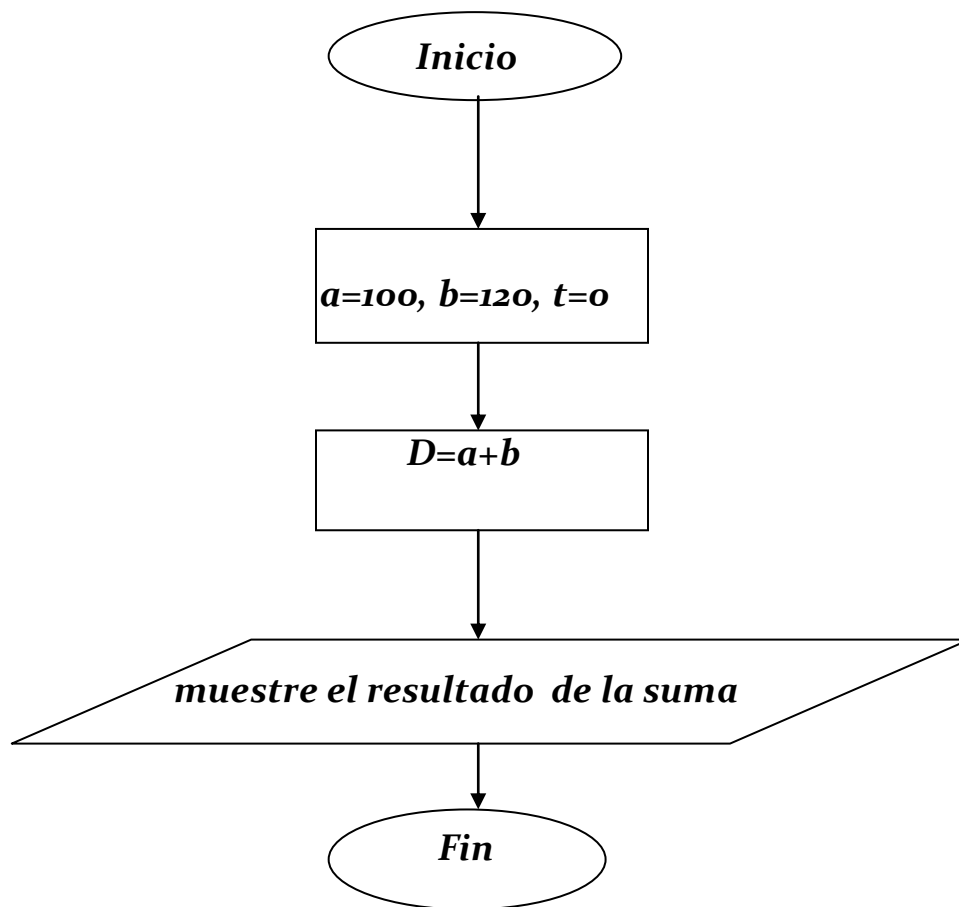 Inicio
a=100, b=120, t=0
D=a+b
muestre el resultado de la suma
Fin